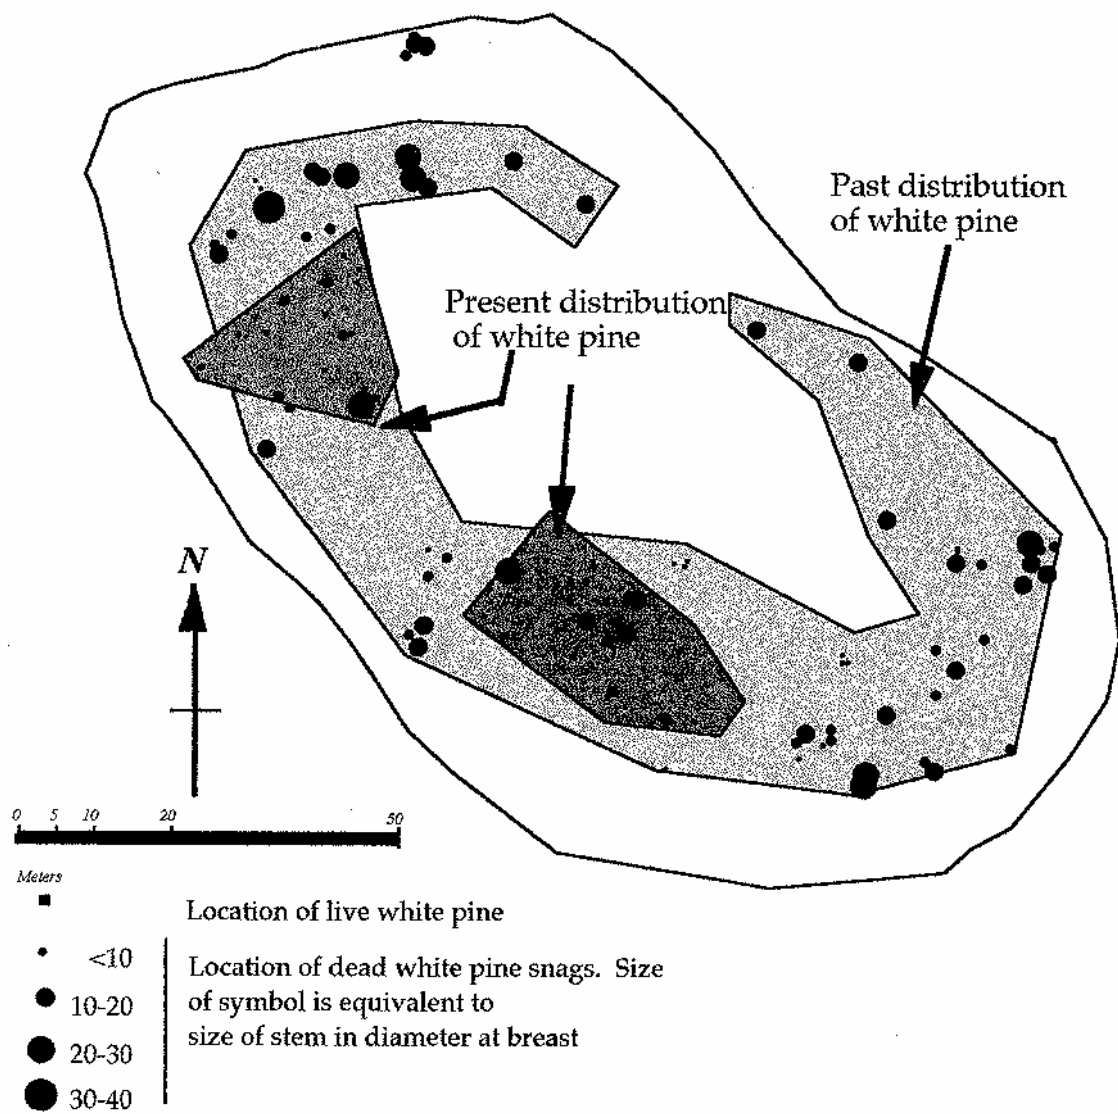 Past distribution
of white pine
Present distribution
of white pine
N
0 5 10 20 50
Meters
Location of live white pine
<10
10-20
20-30
30-40
Location of dead white pine snags. Size
of symbol is equivalent to
size of stem in diameter at breast